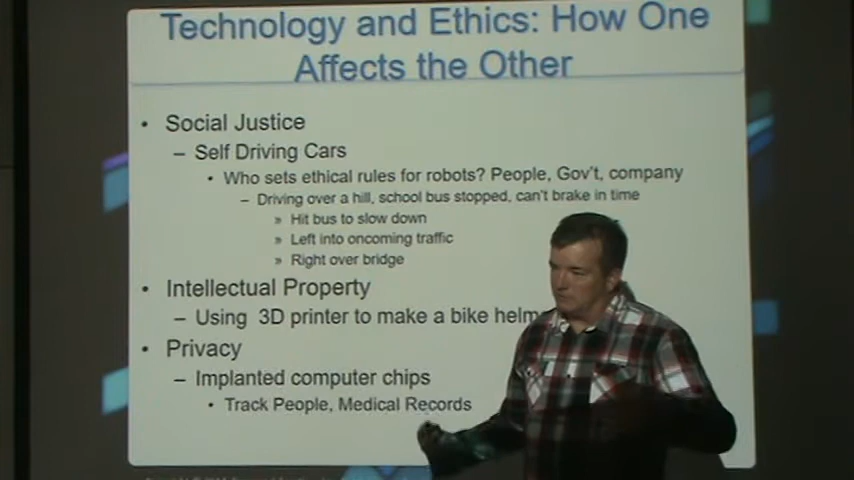 Technology and Ethics: How One
Affects the Other
• Social Justice
– Self Driving Cars
• Who sets ethical rules for robots? People, Gov't, company
– Driving over a hill, school bus stopped, can't brake in time
» Hit bus to slow down
» Left into oncoming traffic
» Right over bridge
• Intellectual Property
– Using 3D printer to make a bike helm
• Privacy
– Implanted computer chips
• Track People, Medical Records